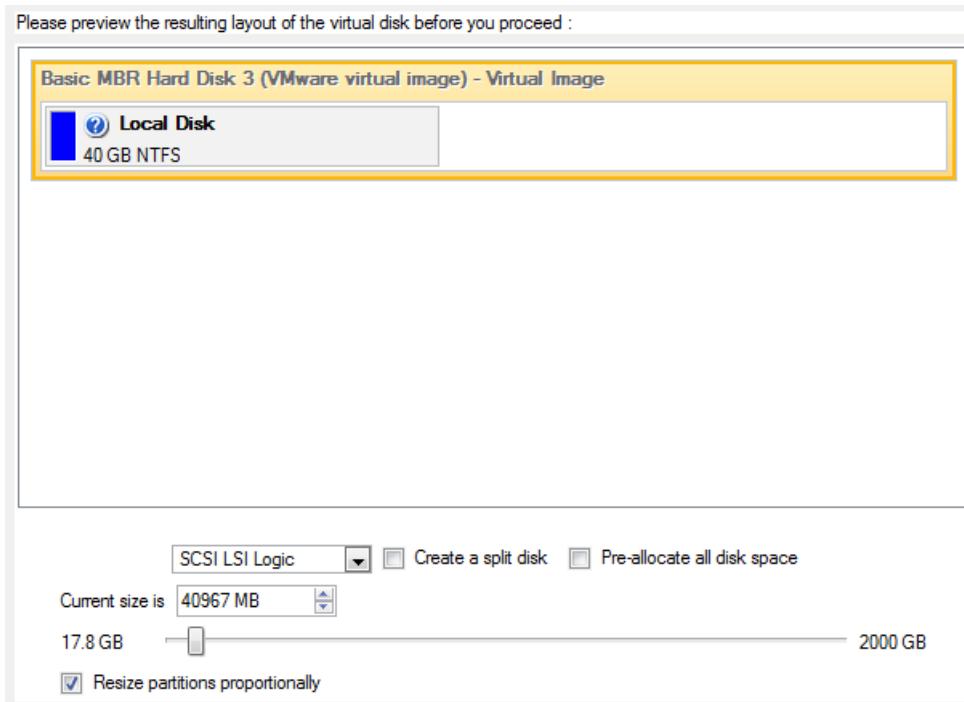 Please preview the resulting layout of the virtual disk before you proceed :
Basic MBR Hard Disk 3 (VMware virtual image) - Virtual Image
Local Disk
40 GB NTFS
SCSI LSI Logic Create a split disk Pre-allocate all disk space
Current size is 40967 MB
17.8 GB 2000 GB
Resize partitions proportionally